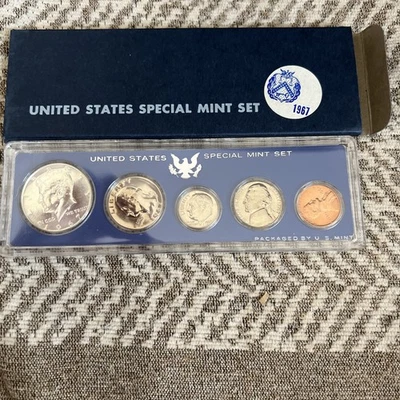 UNITED STATES SPECIAL MINT SET
1967
UNITED STATES SPECIAL MINT SET
PACKAGED BY U.S. MINT